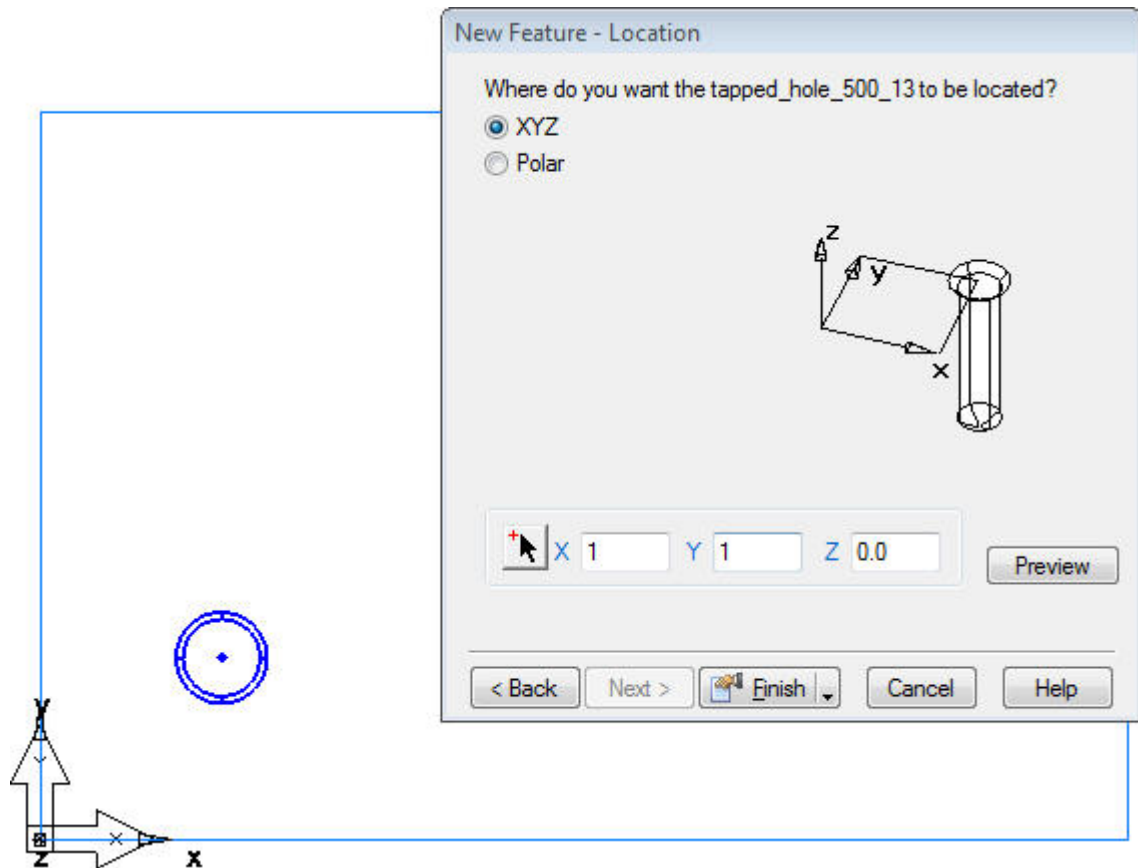 New Feature - Location
Where do you want the tapped_hole_500_13 to be located?
XYZ
Polar
z
y
x
X 1 Y 1 Z 0.0
Preview
< Back Next > Finish Cancel Help
Y
X
Z X